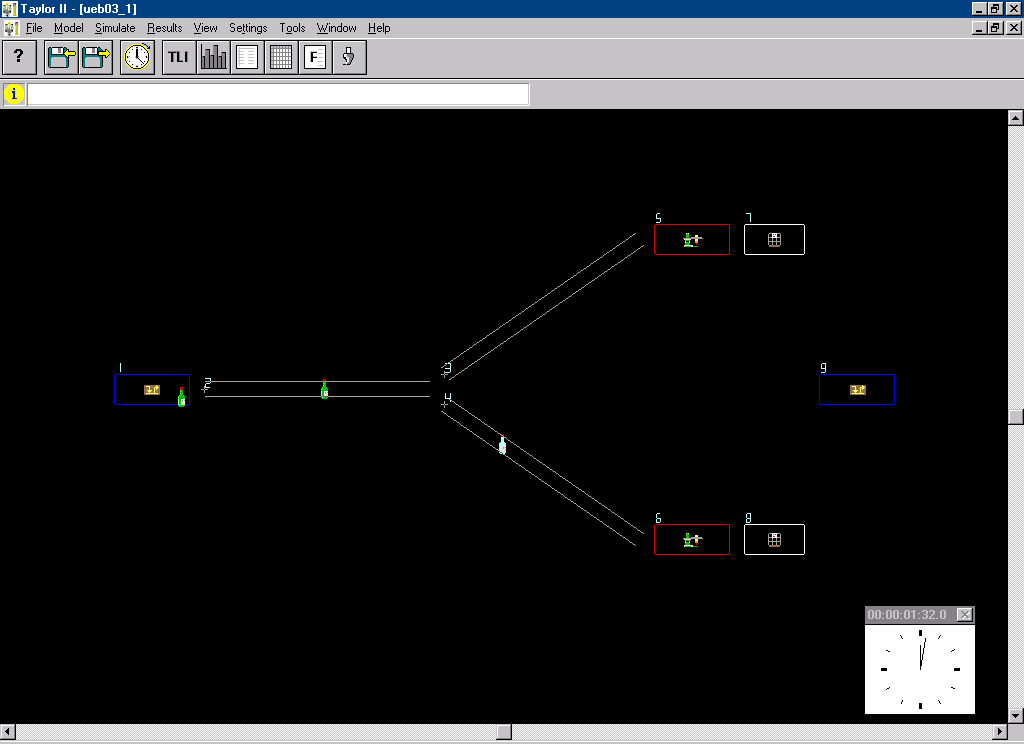 Taylor II - [ueb03_1]
File Model Simulate Results View Settings Tools Window Help
? TLI F
i
5 7
1 2 3 9
4
6 8
00:00:01:32.0